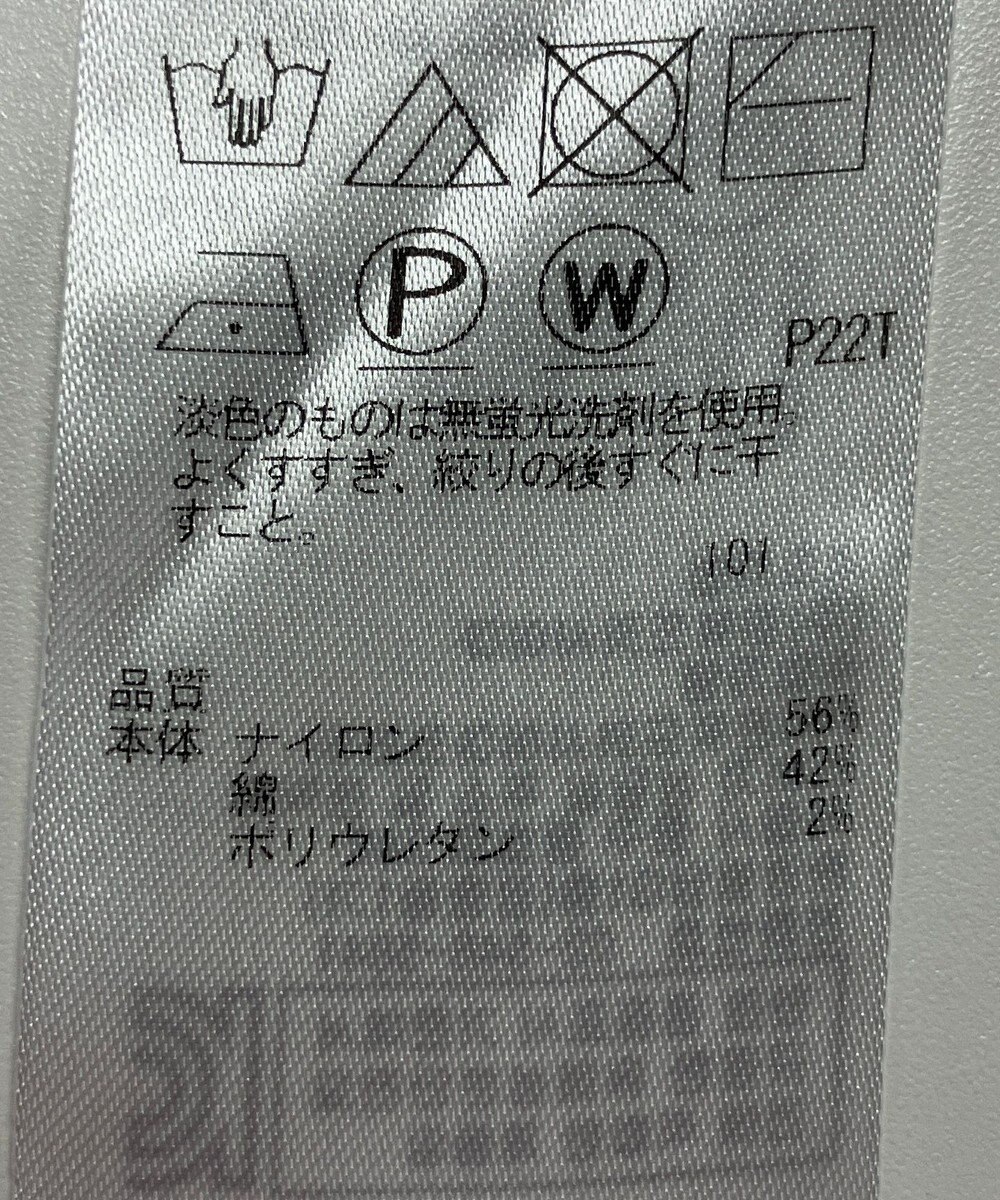 P
W
P22T
淡色のものは無蛍光洗剤を使用。
よくすすぎ、絞りの後すぐに干
すこと。
101
品質
本体 ナイロン 56%
綿 42%
ポリウレタン 2%